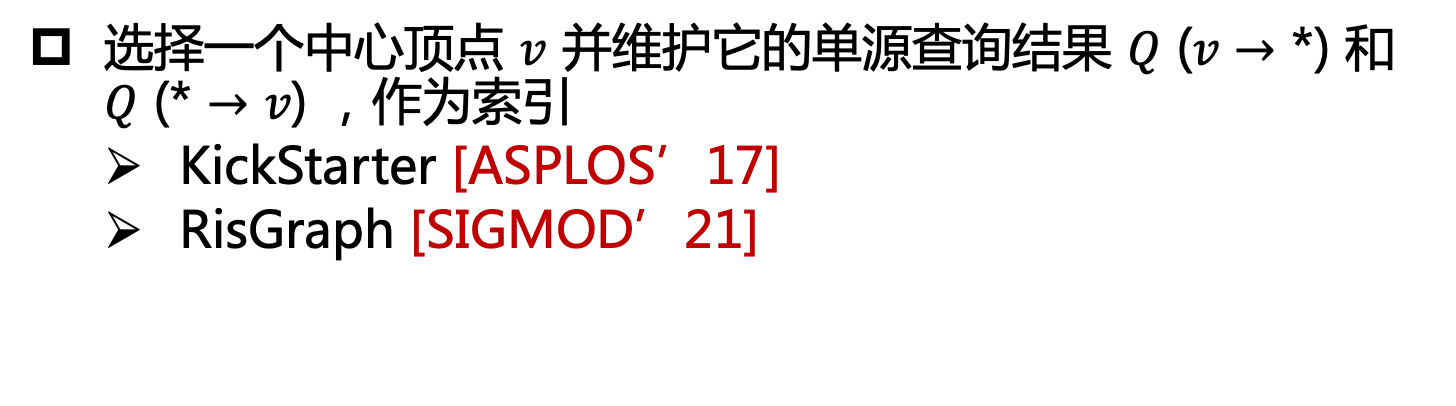 选择一个中心顶点 𝑣 并维护它的单源查询结果 𝑄 (𝑣 → *) 和
𝑄 (* → 𝑣) ，作为索引
KickStarter [ASPLOS’17]
RisGraph [SIGMOD’21]